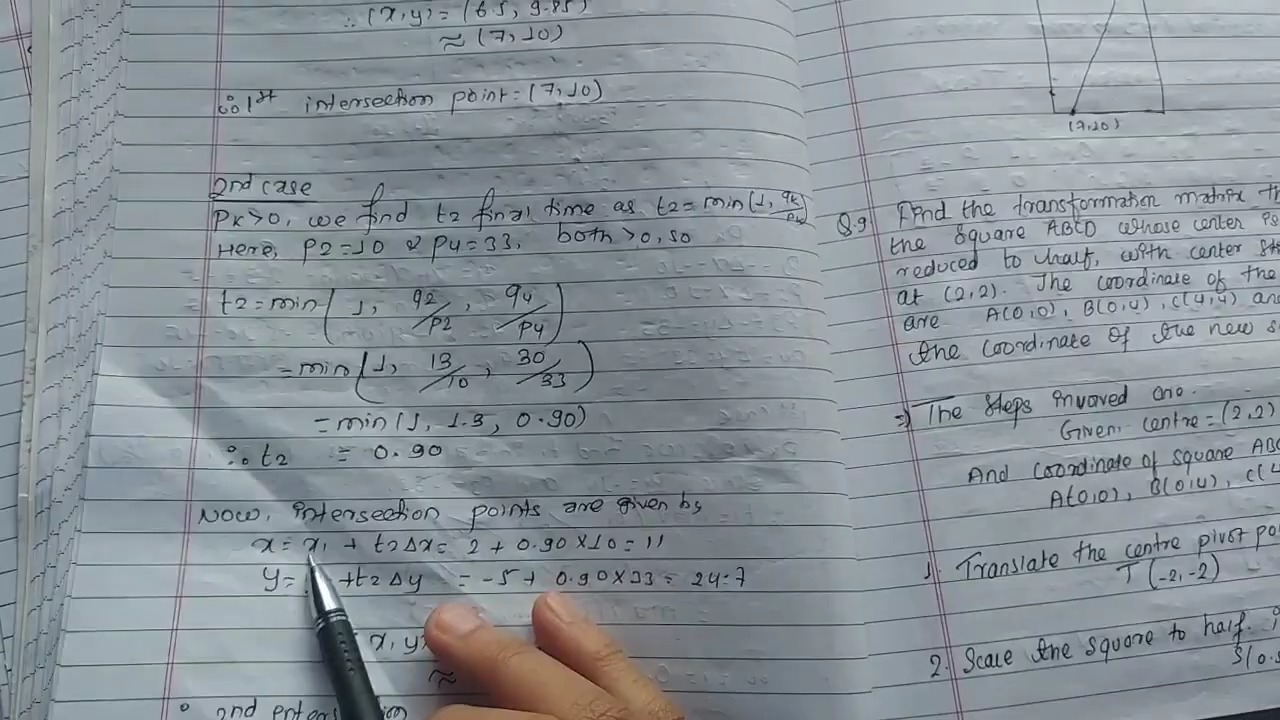 ∴ (x, y) = (6.5, 9.85)
≈ (7, 10)
∴ 1st intersection point = (7, 10)
2nd case
Pk>0, we find t2 final time as t2 = min(1, qk/pk)
Here, P2=10 & P4=33, both >0, so
t2 = min(1, q2/P2, q4/P4)
= min(1, 13/10, 30/33)
= min(1, 1.3, 0.90)
∴ t2 = 0.90
Now, intersection points are given by
x = x1 + t2Δx = 2 + 0.90×10 = 11
y = +t2Δy = -5 + 0.90×33 = 24.7
x, y
≈
2nd
(7,10)
Q.9 Find the transformation matrix
the square ABCD whose center
reduced to half, with center
at (2,2). The coordinate of the
are A(0,0), B(0,4), C(4,4) and
the coordinate of the new
=> The steps involved are.
Given centre = (2,2)
And coordinate of square
A(0,0), B(0,4),
1. Translate the centre pivot
T(-2,-2)
2. Scale the square to half.